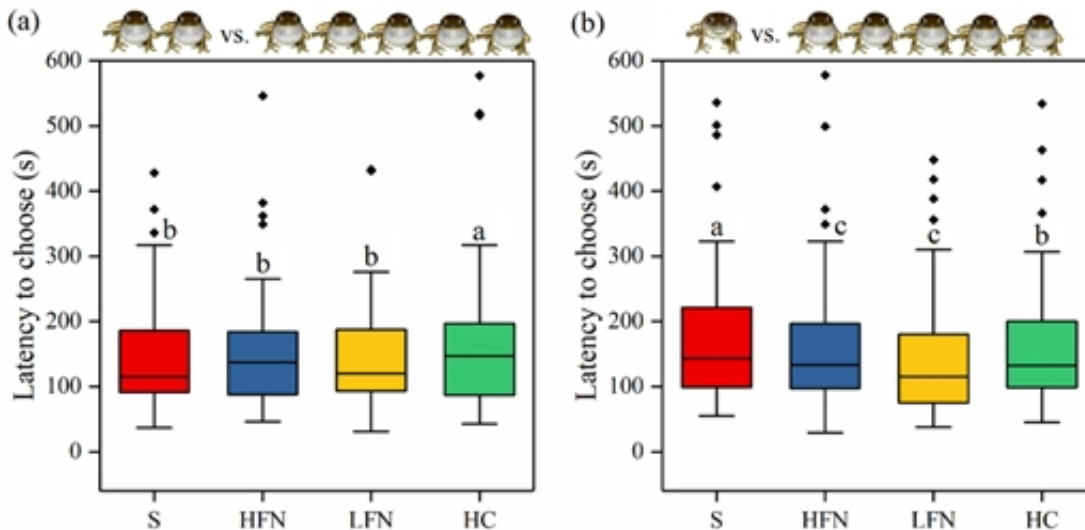 (a) vs.
Latency to choose (s)
600
500
400
300
200
100
0
b
b
b
a
S HFN LFN HC
(b) vs.
Latency to choose (s)
600
500
400
300
200
100
0
a
c
c
b
S HFN LFN HC